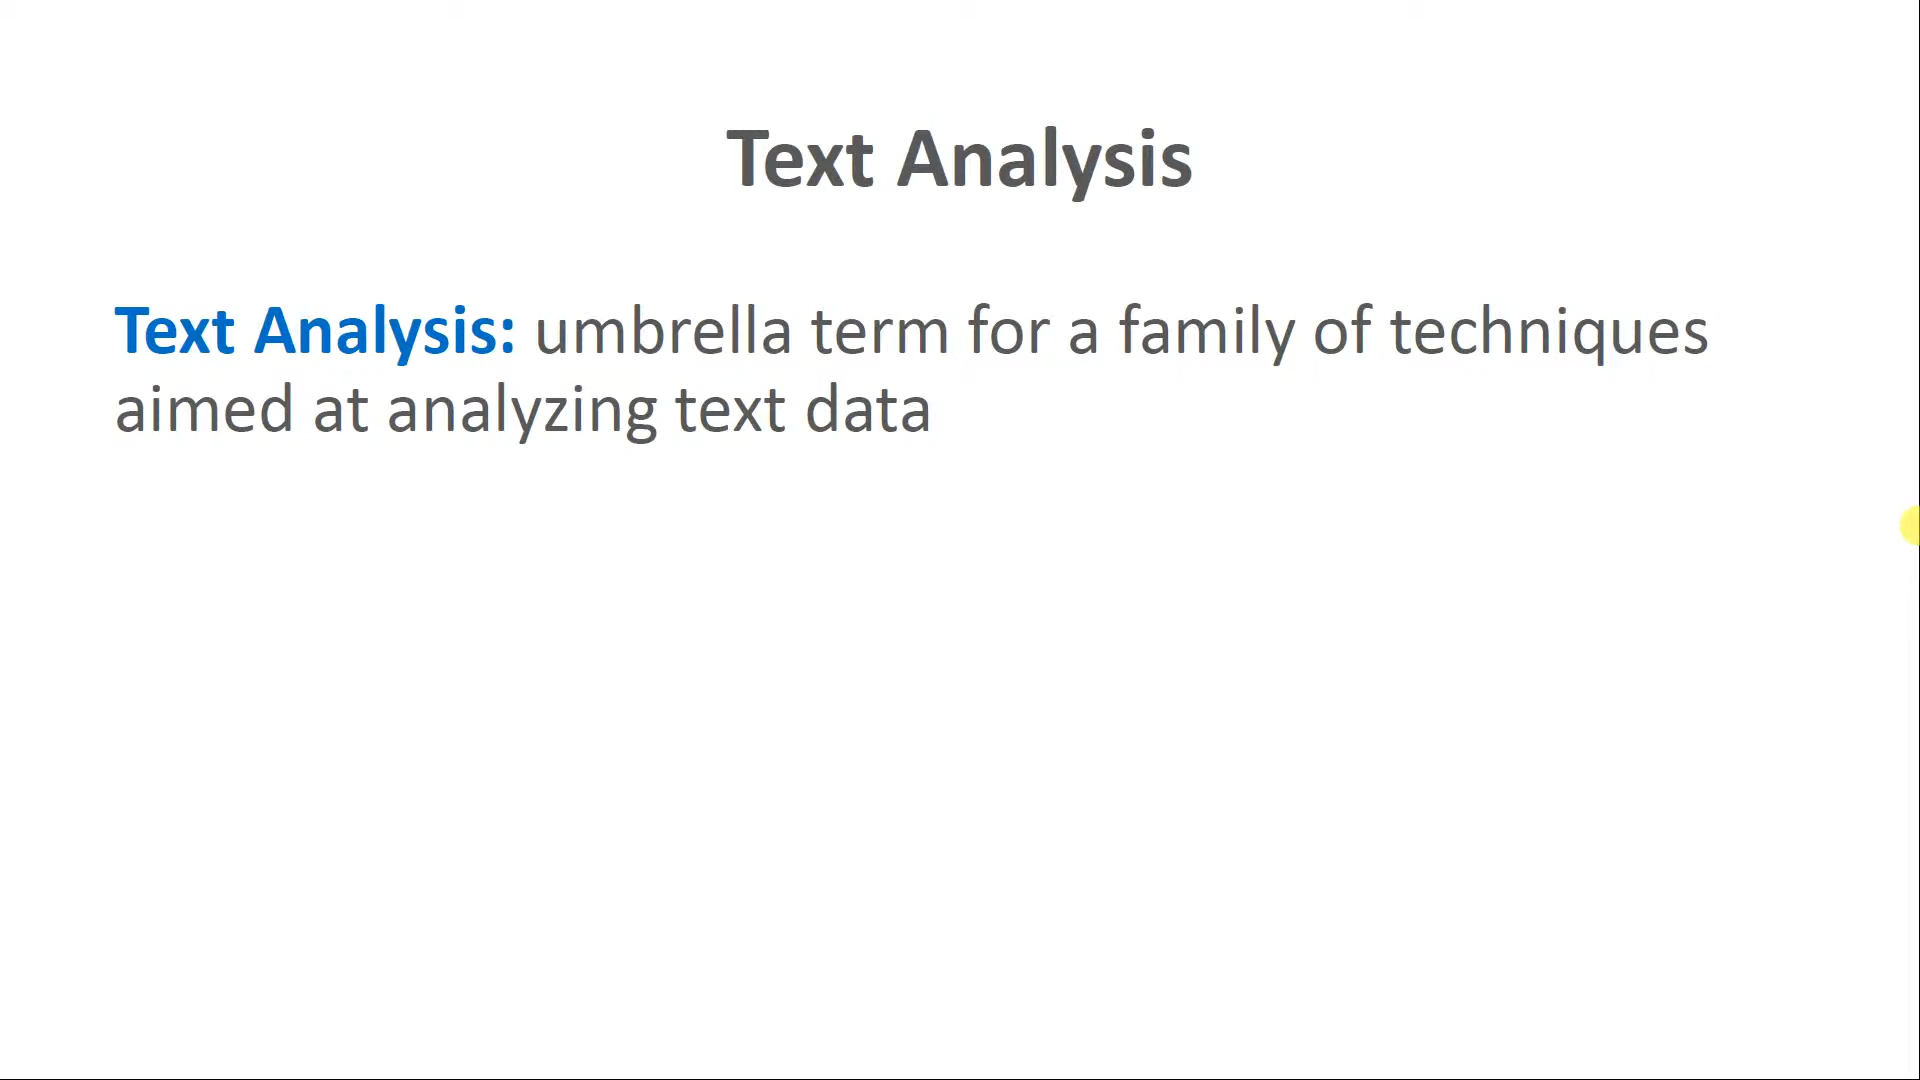 Text Analysis
Text Analysis: umbrella term for a family of techniques
aimed at analyzing text data